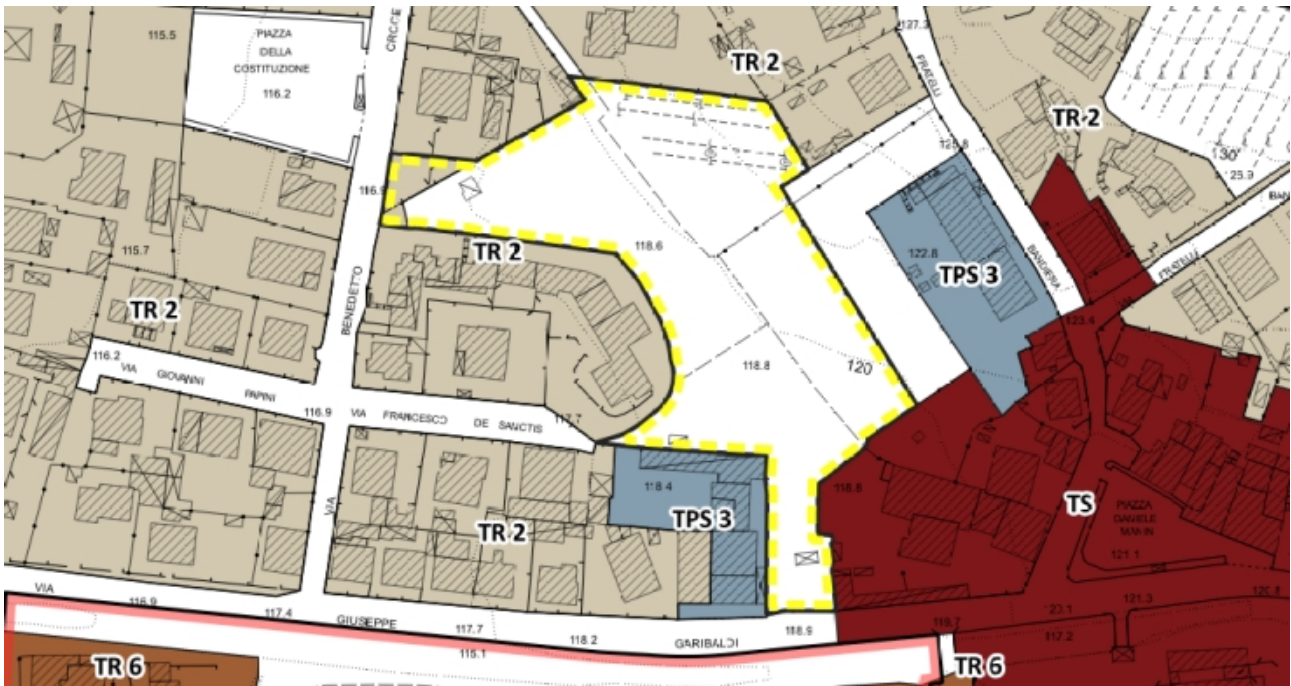 PIAZZA
DELLA
COSTITUZIONE
116.2
115.5
CROCE
127.3
TR 2
FRATELLI
TR 2
130
125.9
125.8
116.9
118.6
TR 2
122.8
TPS 3
BANDIERA
FRATELLI
115.7
BENEDETTO
TR 2
123.4
116.2
VIA GIOVANNI PAPINI
118.8
120
116.9
VIA FRANCESCO DE SANCTIS
117.7
118.4
118.8
TPS 3
TR 2
VIA
TS
PIAZZA
DANIELE
MANIN
121.1
VIA
116.9
117.4
GIUSEPPE
117.7
118.2
GARIBALDI
118.9
119.7
120.1
121.3
117.2
TR 6
TR 6